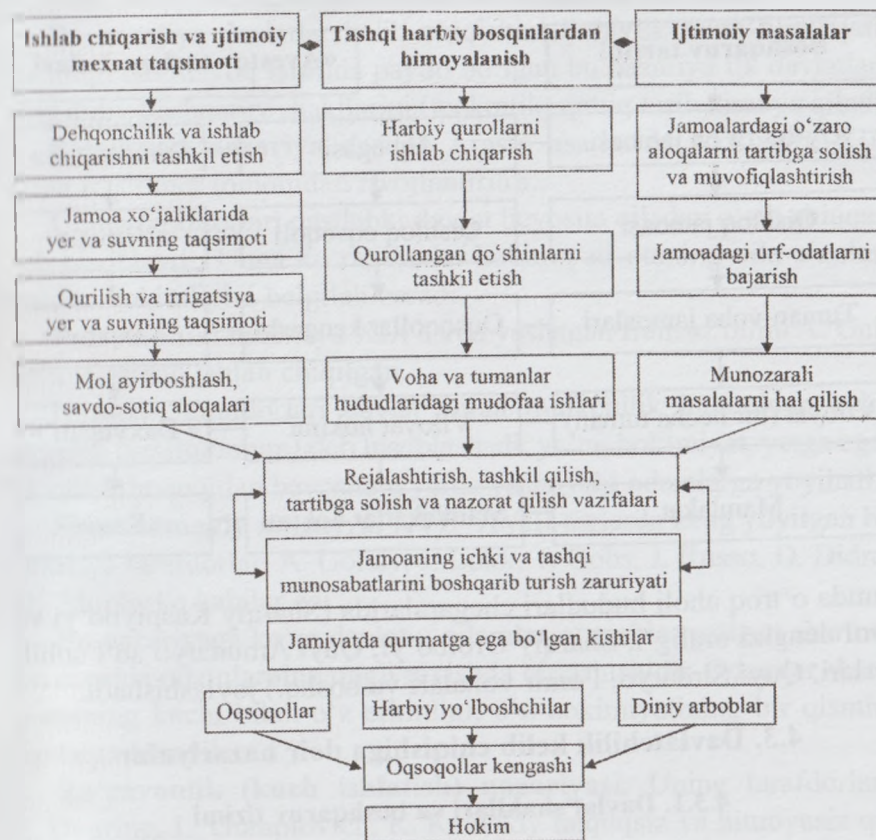 Ishlab chiqarish va ijtimoiy
mexnat taqsimoti
Tashqi harbiy bosqinlardan
himoyalanish
Ijtimoiy masalalar
Dehqonchilik va ishlab
chiqarishni tashkil etish
Harbiy qurollarni
ishlab chiqarish
Jamoalardagi o‘zaro
aloqalarni tartibga solish
va muvofiqlashtirish
Jamoa xo‘jaliklarida
yer va suvning taqsimoti
Qurollangan qo‘shinlarni
tashkil etish
Jamoadagi urf-odatlarni
bajarish
Qurilish va irrigatsiya
yer va suvning taqsimoti
Mol ayirboshlash,
savdo-sotiq aloqalari
Voha va tumanlar
hududlaridagi mudofaa ishlari
Munozarali
masalalarni hal qilish
Rejalashtirish, tashkil qilish,
tartibga solish va nazorat qilish vazifalari
Jamoaning ichki va tashqi
munosabatlarini boshqarib turish zaruriyati
Jamiyatda qurmatga ega bo‘lgan kishilar
Oqsoqollar
Harbiy yo‘lboshchilar
Diniy arboblar
Oqsoqollar kengashi
Hokim